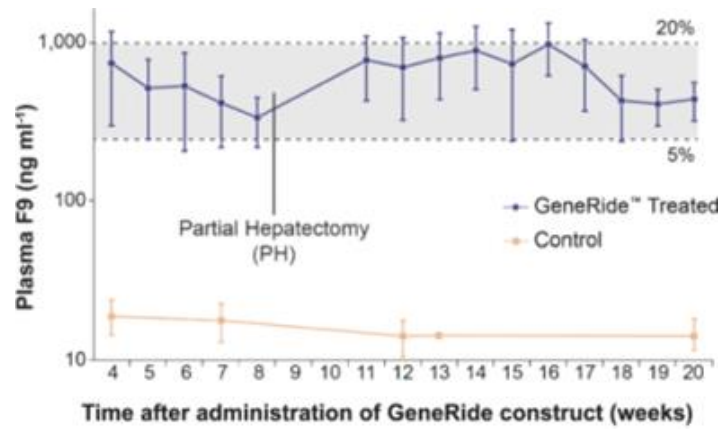 1,000
100
10
Plasma F9 (ng ml⁻¹)
20%
5%
Partial Hepatectomy
(PH)
GeneRide™ Treated
Control
4 5 6 7 8 9 10 11 12 13 14 15 16 17 18 19 20
Time after administration of GeneRide construct (weeks)